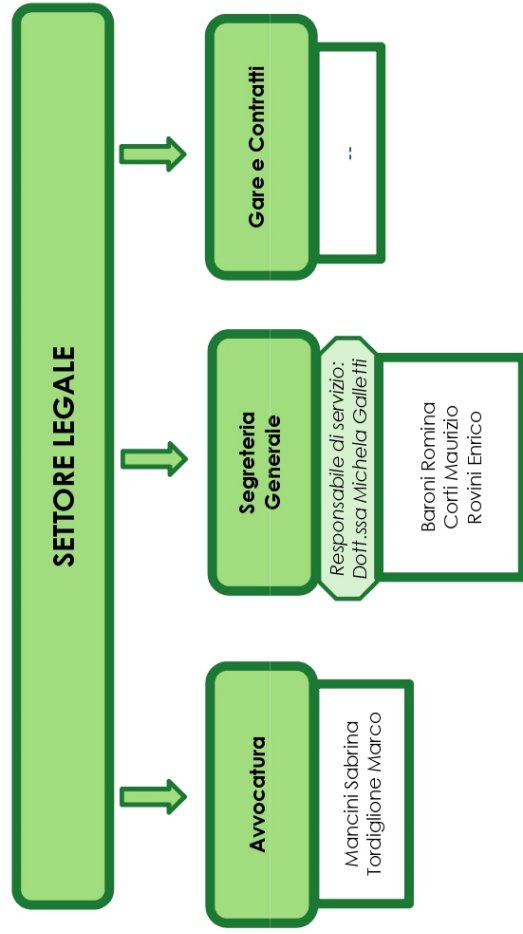 SETTORE LEGALE
Avvocatura
Mancini Sabrina
Tordiglione Marco
Segreteria
Generale
Responsabile di servizio:
Dott.ssa Michela Galletti
Baroni Romina
Corti Maurizio
Rovini Enrico
Gare e Contratti
--